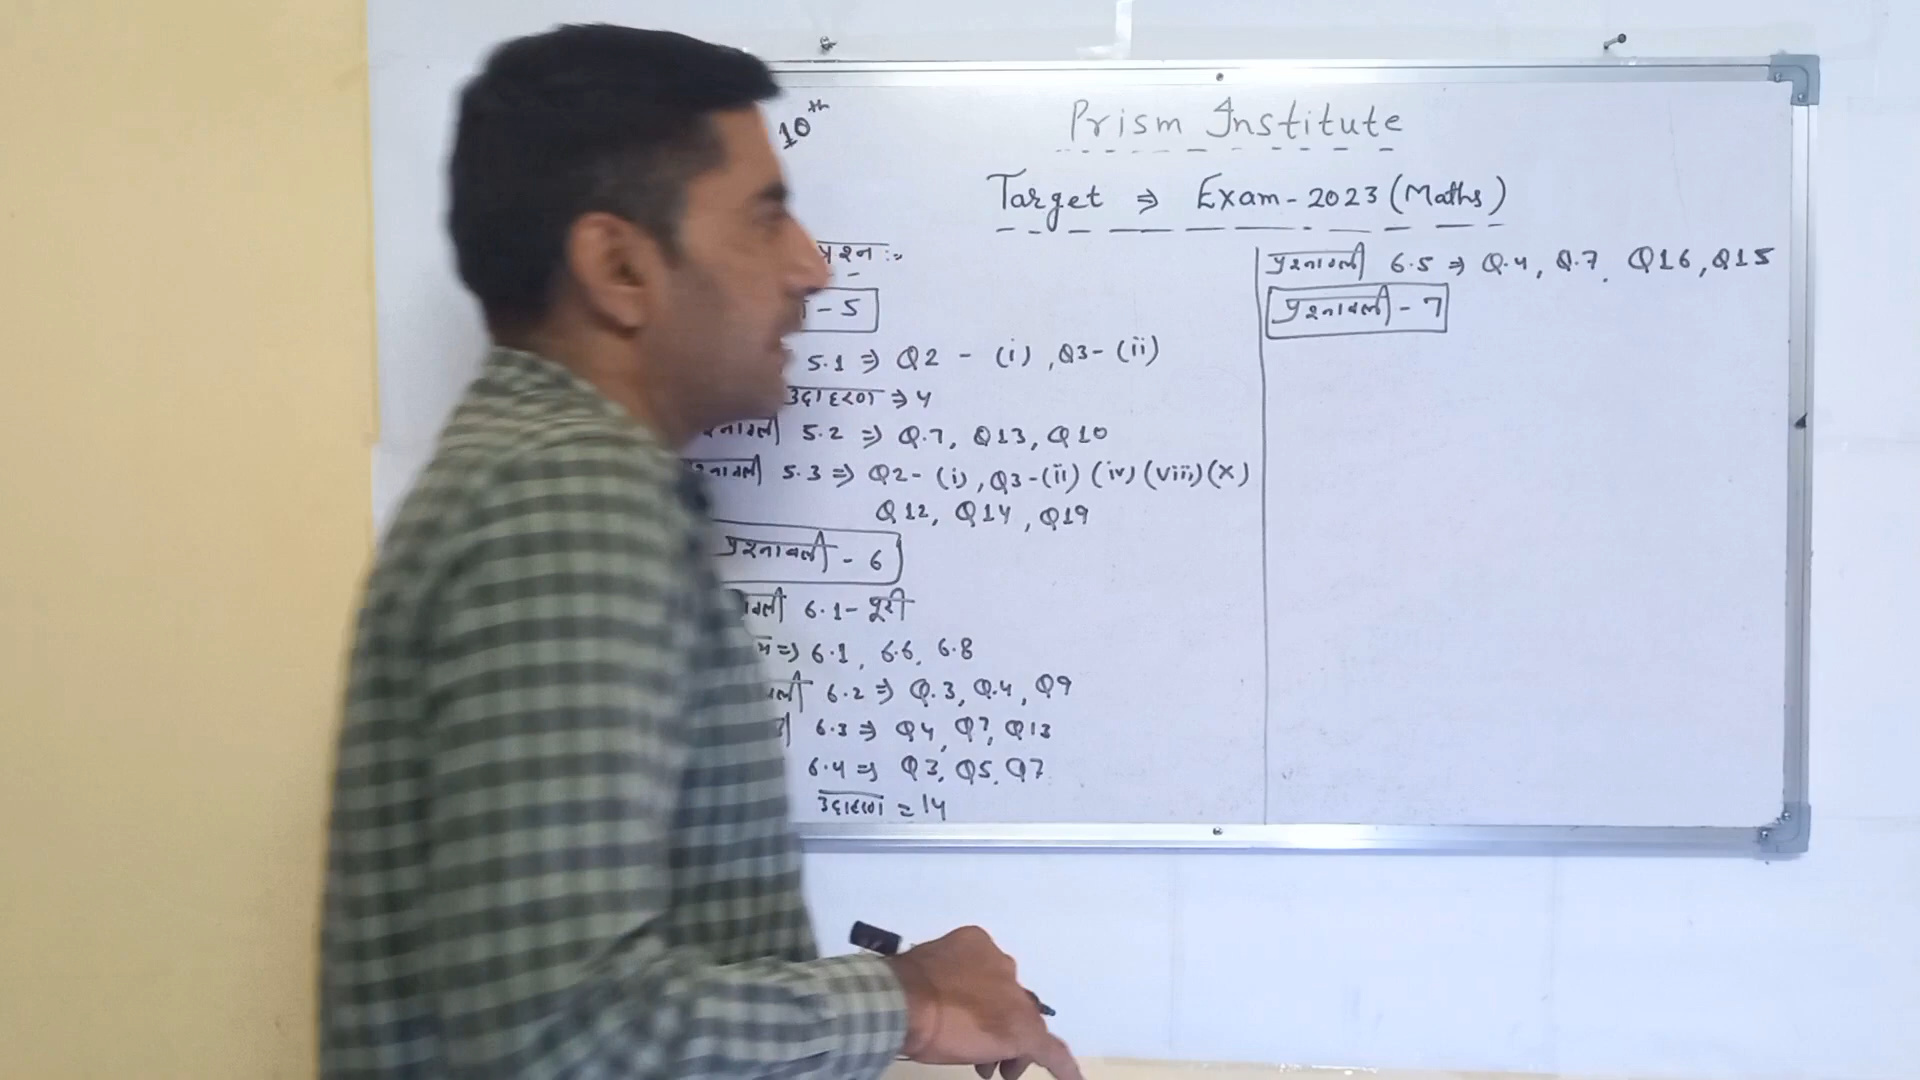 10th
Prism Institute
Target ⇒ Exam - 2023 (Maths)
प्रश्न :-
- 5
5.1 ⇒ Q2 - (i) , Q3 - (ii)
उदाहरण ⇒ 4
5.2 ⇒ Q.7, Q13, Q10
5.3 ⇒ Q2 - (i) , Q3 - (ii) (iv) (viii) (x)
Q12, Q14, Q19
प्रश्नावली - 6
6.1 - पूरी
⇒ 6.1, 6.6, 6.8
6.2 ⇒ Q.3, Q.4, Q9
6.3 ⇒ Q4, Q7, Q13
6.4 ⇒ Q3, Q5, Q7
उदाहरण = 14
प्रश्नावली 6.5 ⇒ Q.4, Q.7, Q16, Q15
प्रश्नावली - 7